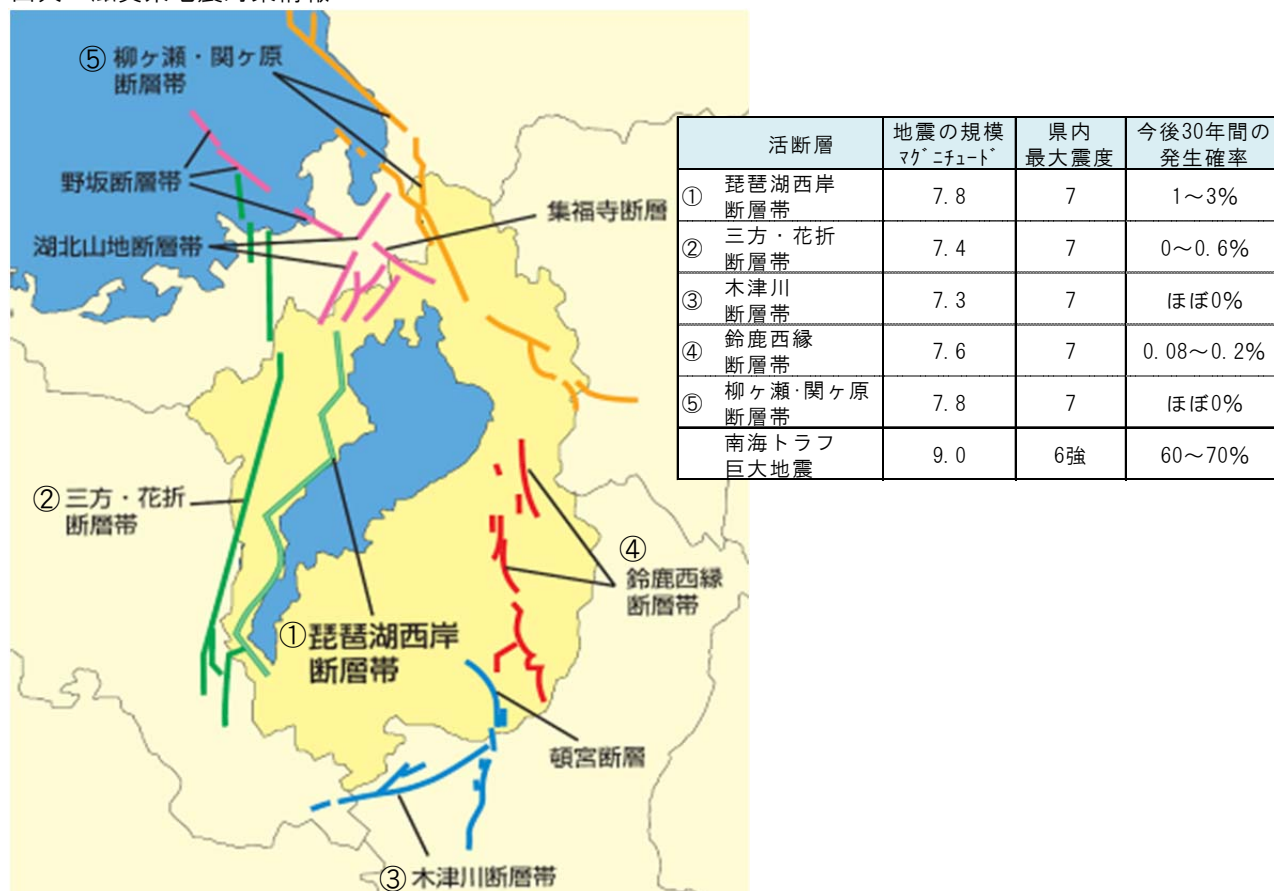 ⑤ 柳ヶ瀬・関ヶ原
断層帯
野坂断層帯
湖北山地断層帯
集福寺断層
② 三方・花折
断層帯
① 琵琶湖西岸
断層帯
④
鈴鹿西縁
断層帯
頓宮断層
③ 木津川断層帯
活断層 地震の規模 ﾏｸﾞﾆﾁｭｰﾄﾞ 県内 最大震度 今後30年間の 発生確率
① 琵琶湖西岸 断層帯 7.8 7 1～3%
② 三方・花折 断層帯 7.4 7 0～0.6%
③ 木津川 断層帯 7.3 7 ほぼ0%
④ 鈴鹿西縁 断層帯 7.6 7 0.08～0.2%
⑤ 柳ヶ瀬･関ヶ原 断層帯 7.8 7 ほぼ0%
南海トラフ 巨大地震 9.0 6強 60～70%